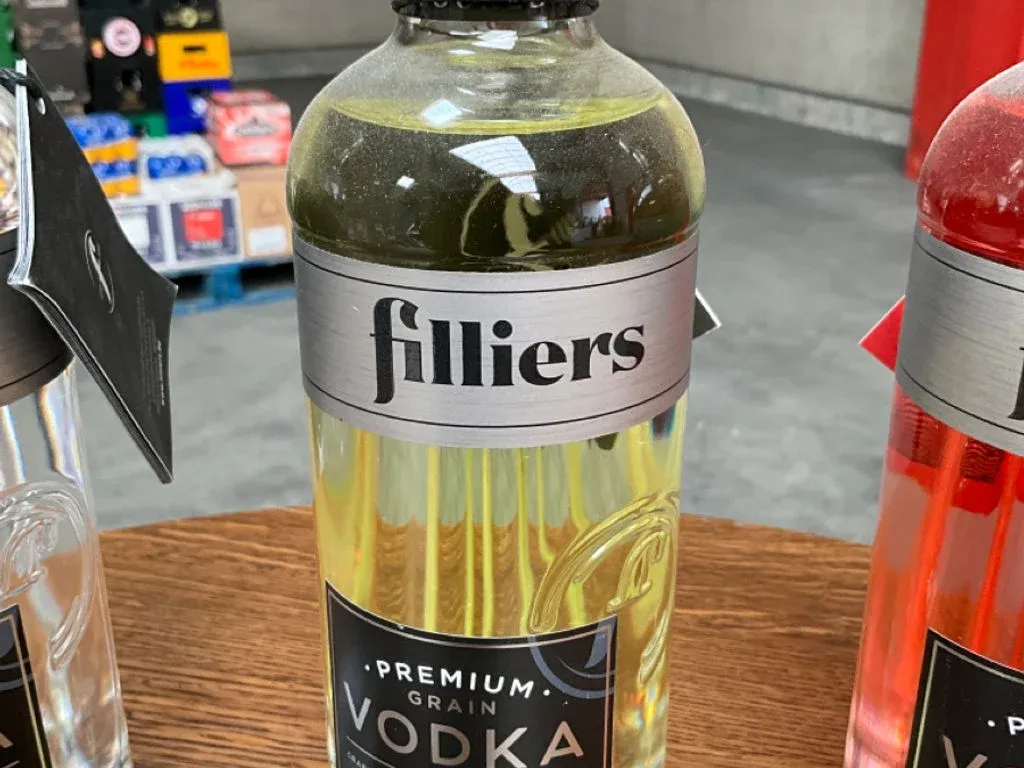 filliers
·PREMIUM·
GRAIN
VODKA